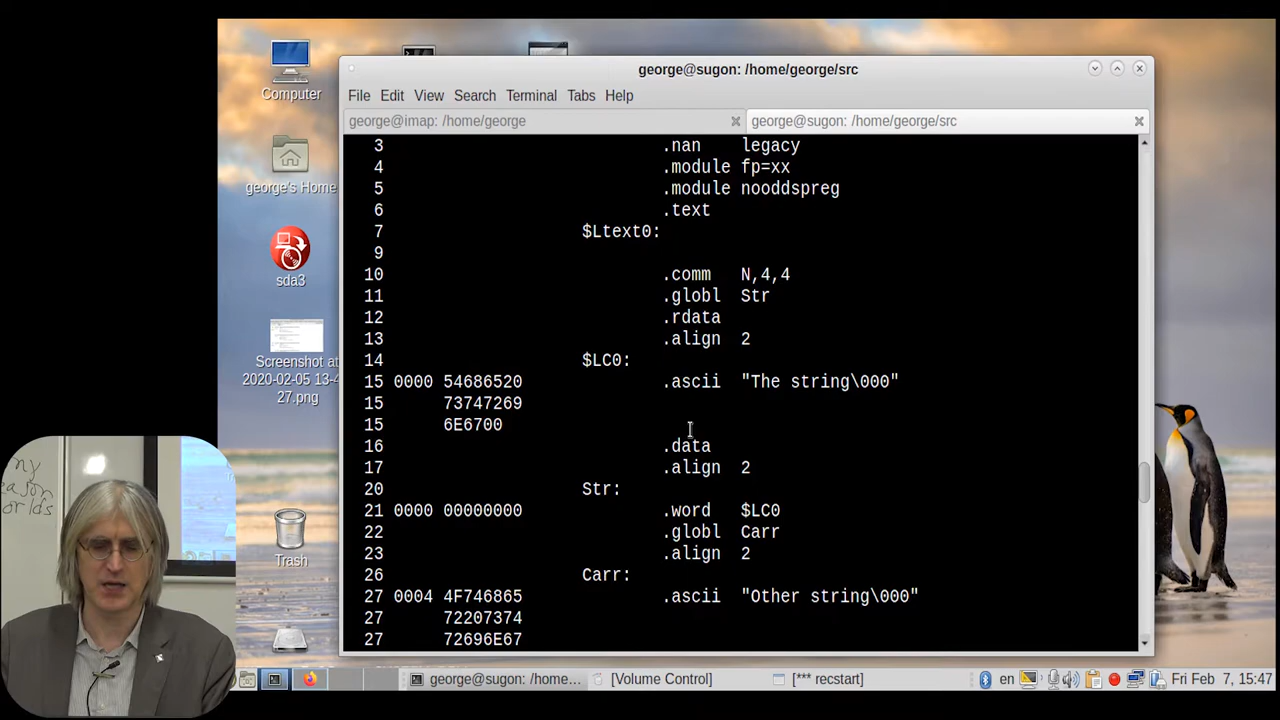 Computer
george's Home
sda3
Screenshot at
2020-02-05 13-4
27.png
Trash
george@sugon: /home/george/src
File Edit View Search Terminal Tabs Help
george@imap: /home/george
george@sugon: /home/george/src
3 .nan legacy
4 .module fp=xx
5 .module nooddspreg
6 .text
7 $Ltext0:
9
10 .comm N,4,4
11 .globl Str
12 .rdata
13 .align 2
14 $LC0:
15 0000 54686520 .ascii "The string\000"
15 73747269
15 6E6700
16 .data
17 .align 2
20 Str:
21 0000 00000000 .word $LC0
22 .globl Carr
23 .align 2
26 Carr:
27 0004 4F746865 .ascii "Other string\000"
27 72207374
27 72696E67
ny
eason
orlds
george@sugon: /home...
[Volume Control]
[*** recstart]
en
Fri Feb 7, 15:47